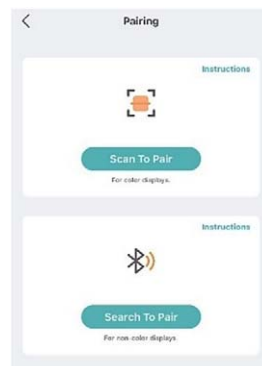 Pairing
Instructions
Scan To Pair
For color displays.
Instructions
Search To Pair
For non-color displays.